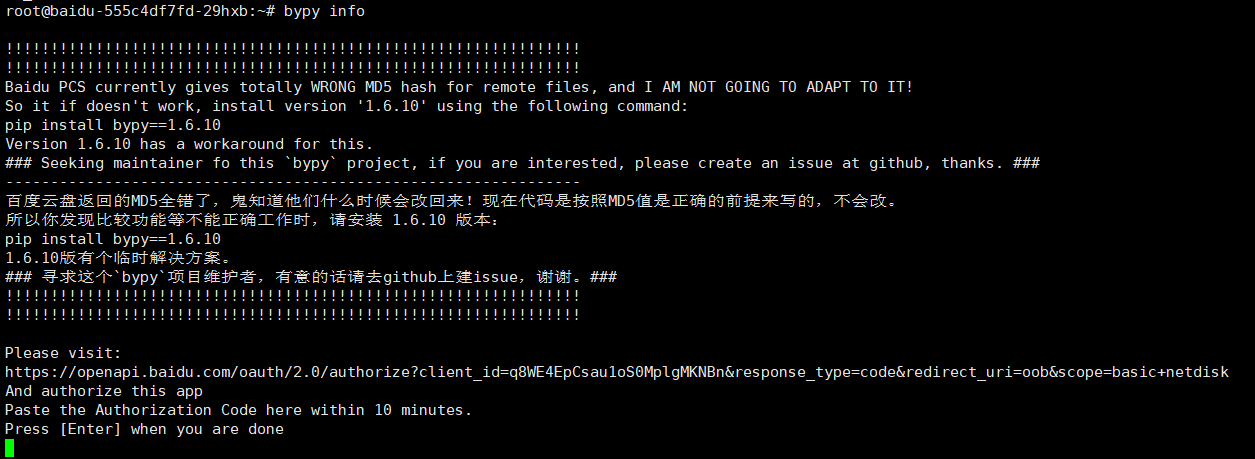 root@baidu-555c4df7fd-29hxb:~# bypy info
!!!!!!!!!!!!!!!!!!!!!!!!!!!!!!!!!!!!!!!!!!!!!!!!!!!!!!!!!!!!!!!!
!!!!!!!!!!!!!!!!!!!!!!!!!!!!!!!!!!!!!!!!!!!!!!!!!!!!!!!!!!!!!!!!
Baidu PCS currently gives totally WRONG MD5 hash for remote files, and I AM NOT GOING TO ADAPT TO IT!
So it if doesn't work, install version '1.6.10' using the following command:
pip install bypy==1.6.10
Version 1.6.10 has a workaround for this.
### Seeking maintainer fo this `bypy` project, if you are interested, please create an issue at github, thanks. ###
----------------------------------------------------------------
百度云盘返回的MD5全错了，鬼知道他们什么时候会改回来！现在代码是按照MD5值是正确的前提来写的，不会改。
所以你发现比较功能等不能正确工作时，请安装 1.6.10 版本：
pip install bypy==1.6.10
1.6.10版有个临时解决方案。
### 寻求这个`bypy`项目维护者，有意的话请去github上建issue，谢谢。###
!!!!!!!!!!!!!!!!!!!!!!!!!!!!!!!!!!!!!!!!!!!!!!!!!!!!!!!!!!!!!!!!
!!!!!!!!!!!!!!!!!!!!!!!!!!!!!!!!!!!!!!!!!!!!!!!!!!!!!!!!!!!!!!!!
Please visit:
https://openapi.baidu.com/oauth/2.0/authorize?client_id=q8WE4EpCsau1oS0MplgMKNBn&response_type=code&redirect_uri=oob&scope=basic+netdisk
And authorize this app
Paste the Authorization Code here within 10 minutes.
Press [Enter] when you are done